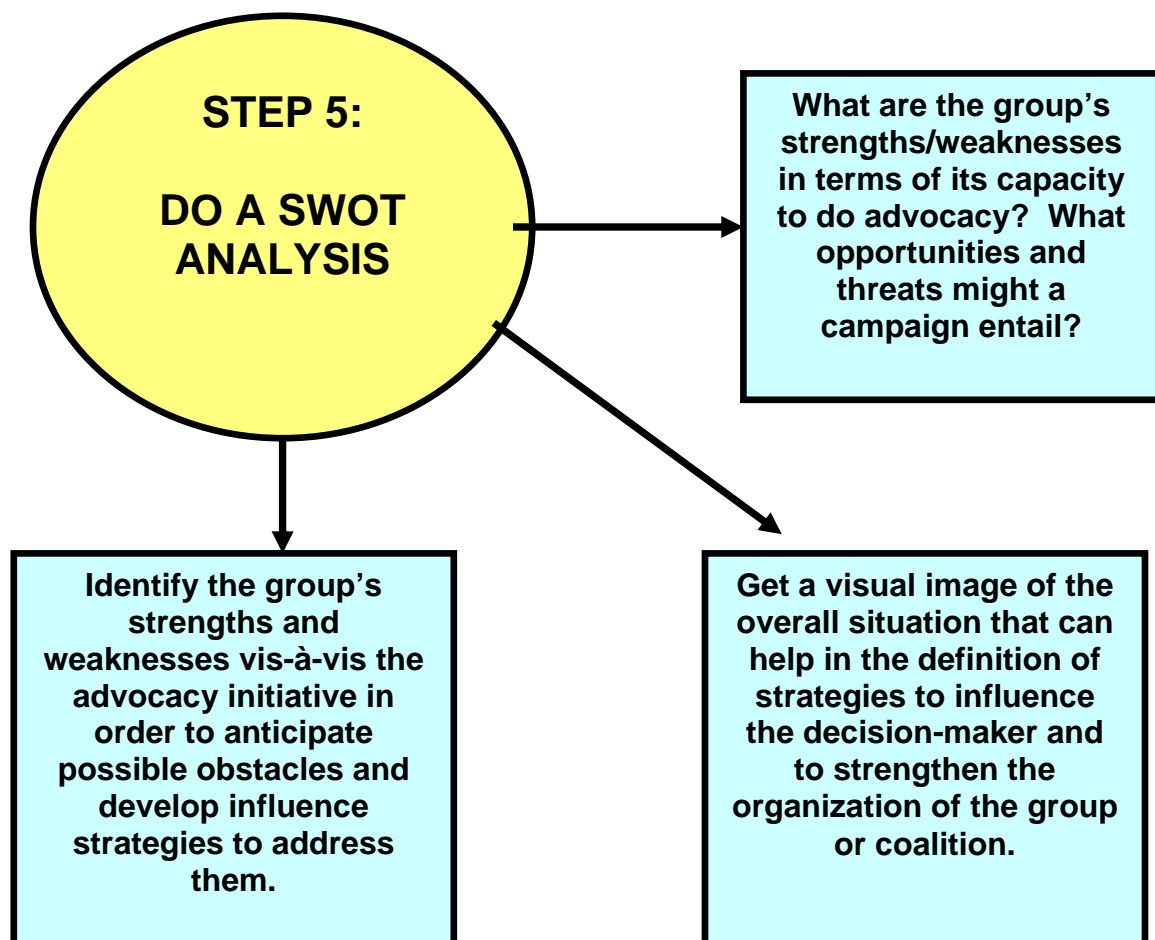 STEP 5:
DO A SWOT
ANALYSIS
What are the group’s
strengths/weaknesses
in terms of its capacity
to do advocacy?  What
opportunities and
threats might a
campaign entail?
Identify the group’s
strengths and
weaknesses vis-à-vis the
advocacy initiative in
order to anticipate
possible obstacles and
develop influence
strategies to address
them.
Get a visual image of the
overall situation that can
help in the definition of
strategies to influence
the decision-maker and
to strengthen the
organization of the group
or coalition.